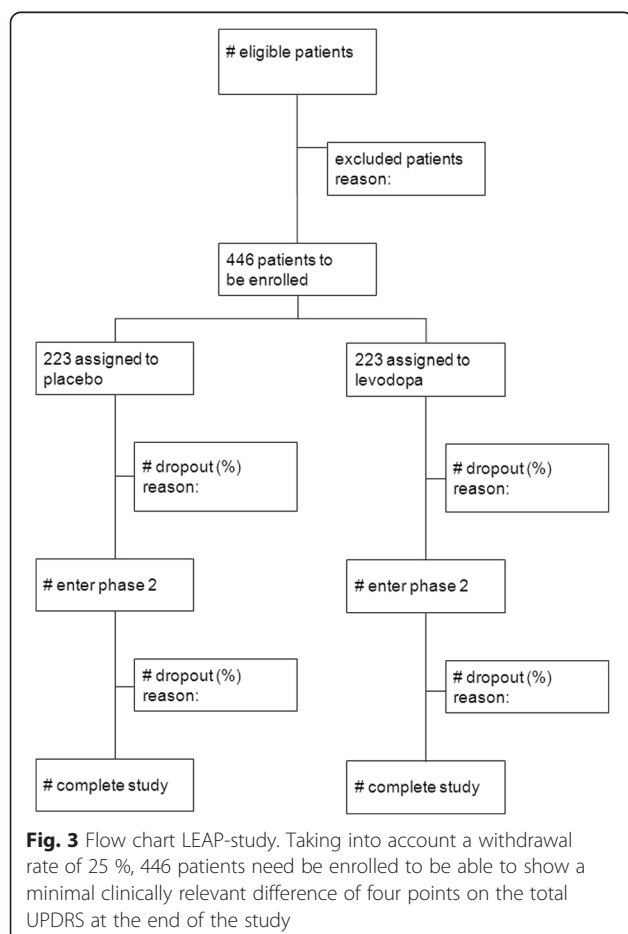 # eligible patients
excluded patients
reason:
446 patients to
be enrolled
223 assigned to
placebo
223 assigned to
levodopa
# dropout (%)
reason:
# dropout (%)
reason:
# enter phase 2
# enter phase 2
# dropout (%)
reason:
# dropout (%)
reason:
# complete study
# complete study
Fig. 3 Flow chart LEAP-study. Taking into account a withdrawal
rate of 25 %, 446 patients need be enrolled to be able to show a
minimal clinically relevant difference of four points on the total
UPDRS at the end of the study